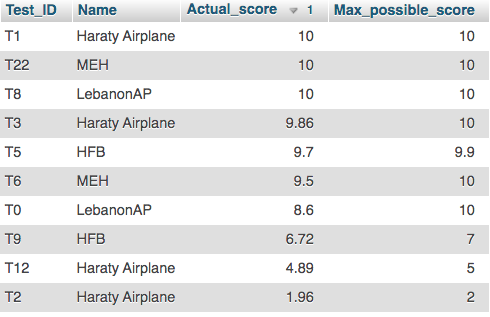 Test_ID Name Actual_score 1 Max_possible_score
T1 Haraty Airplane 10 10
T22 MEH 10 10
T8 LebanonAP 10 10
T3 Haraty Airplane 9.86 10
T5 HFB 9.7 9.9
T6 MEH 9.5 10
T0 LebanonAP 8.6 10
T9 HFB 6.72 7
T12 Haraty Airplane 4.89 5
T2 Haraty Airplane 1.96 2